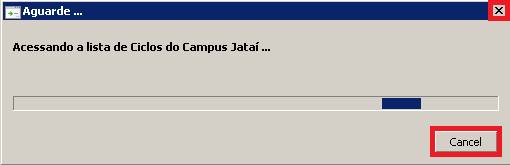 Aguarde ...
Acessando a lista de Ciclos do Campus Jataí ...
Cancel